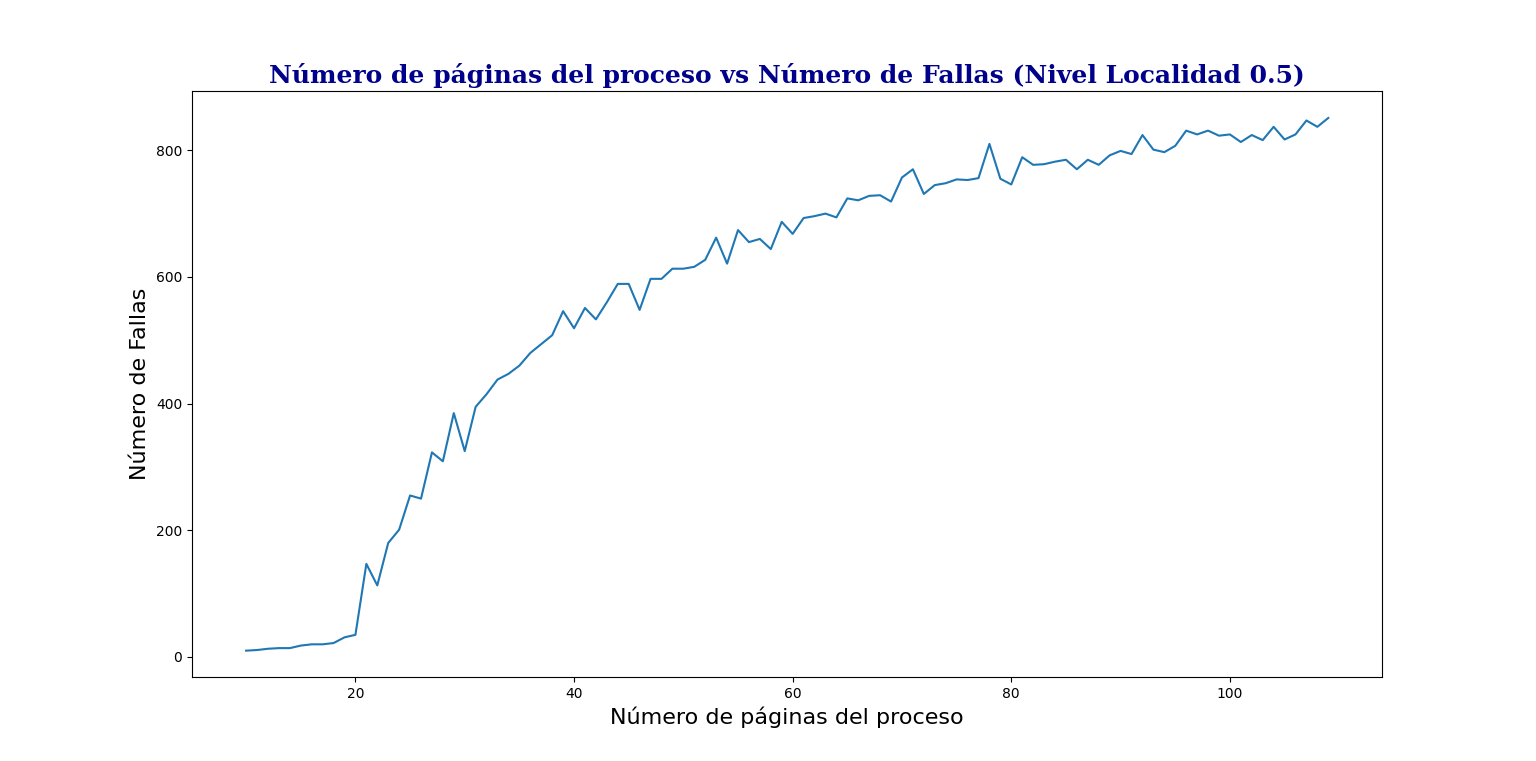 Número de páginas del proceso vs Número de Fallas (Nivel Localidad 0.5)
Número de Fallas
800
600
400
200
0
20 40 60 80 100
Número de páginas del proceso